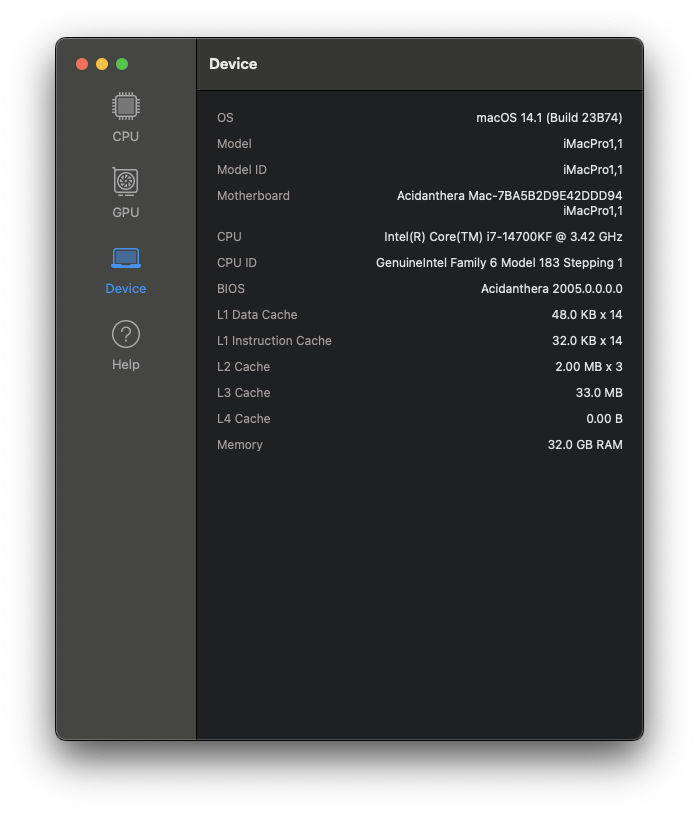 Device
CPU
GPU
Device
Help
OS macOS 14.1 (Build 23B74)
Model iMacPro1,1
Model ID iMacPro1,1
Motherboard Acidanthera Mac-7BA5B2D9E42DDD94
iMacPro1,1
CPU Intel(R) Core(TM) i7-14700KF @ 3.42 GHz
CPU ID GenuineIntel Family 6 Model 183 Stepping 1
BIOS Acidanthera 2005.0.0.0.0
L1 Data Cache 48.0 KB x 14
L1 Instruction Cache 32.0 KB x 14
L2 Cache 2.00 MB x 3
L3 Cache 33.0 MB
L4 Cache 0.00 B
Memory 32.0 GB RAM